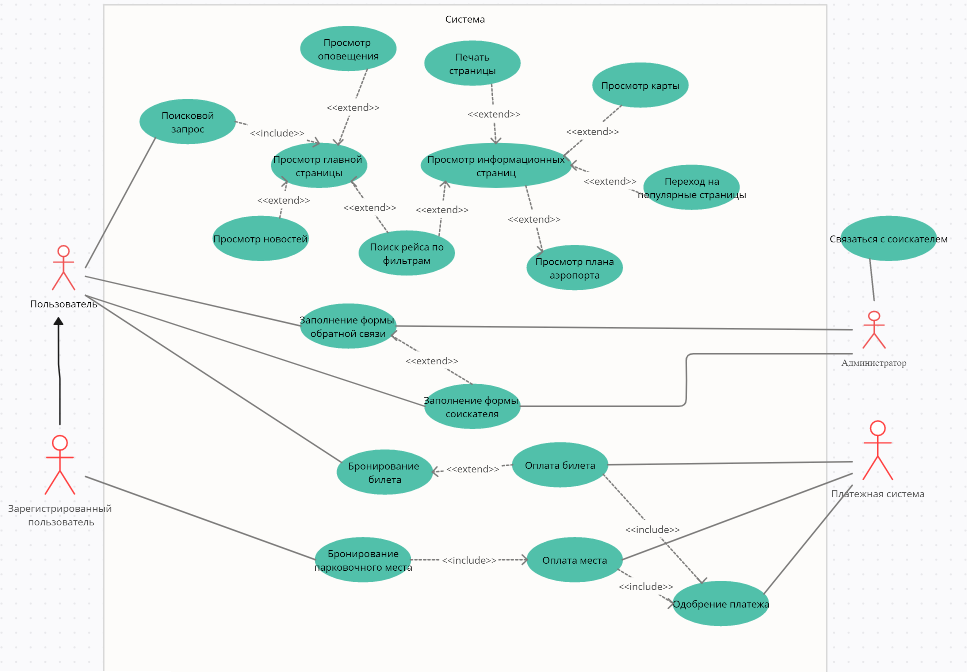 Система
Просмотр
оповещения
Печать
страницы
Просмотр карты
<<extend>>
<<extend>>
Поисковой
запрос
<<include>>
<<extend>>
Просмотр главной
страницы
Просмотр информационных
страниц
<<extend>>
Переход на
популярные страницы
<<extend>>
<<extend>>
<<extend>>
<<extend>>
Просмотр новостей
Поиск рейса по
фильтрам
Просмотр плана
аэропорта
Связаться с соискателем
Пользователь
Заполнение формы
обратной связи
<<extend>>
Администратор
Заполнение формы
соискателя
Бронирование
билета
<<extend>>
Оплата билета
Платежная система
Зарегистрированный
пользователь
<<include>>
Бронирование
парковочного места
<<include>>
Оплата места
<<include>>
Одобрение платежа